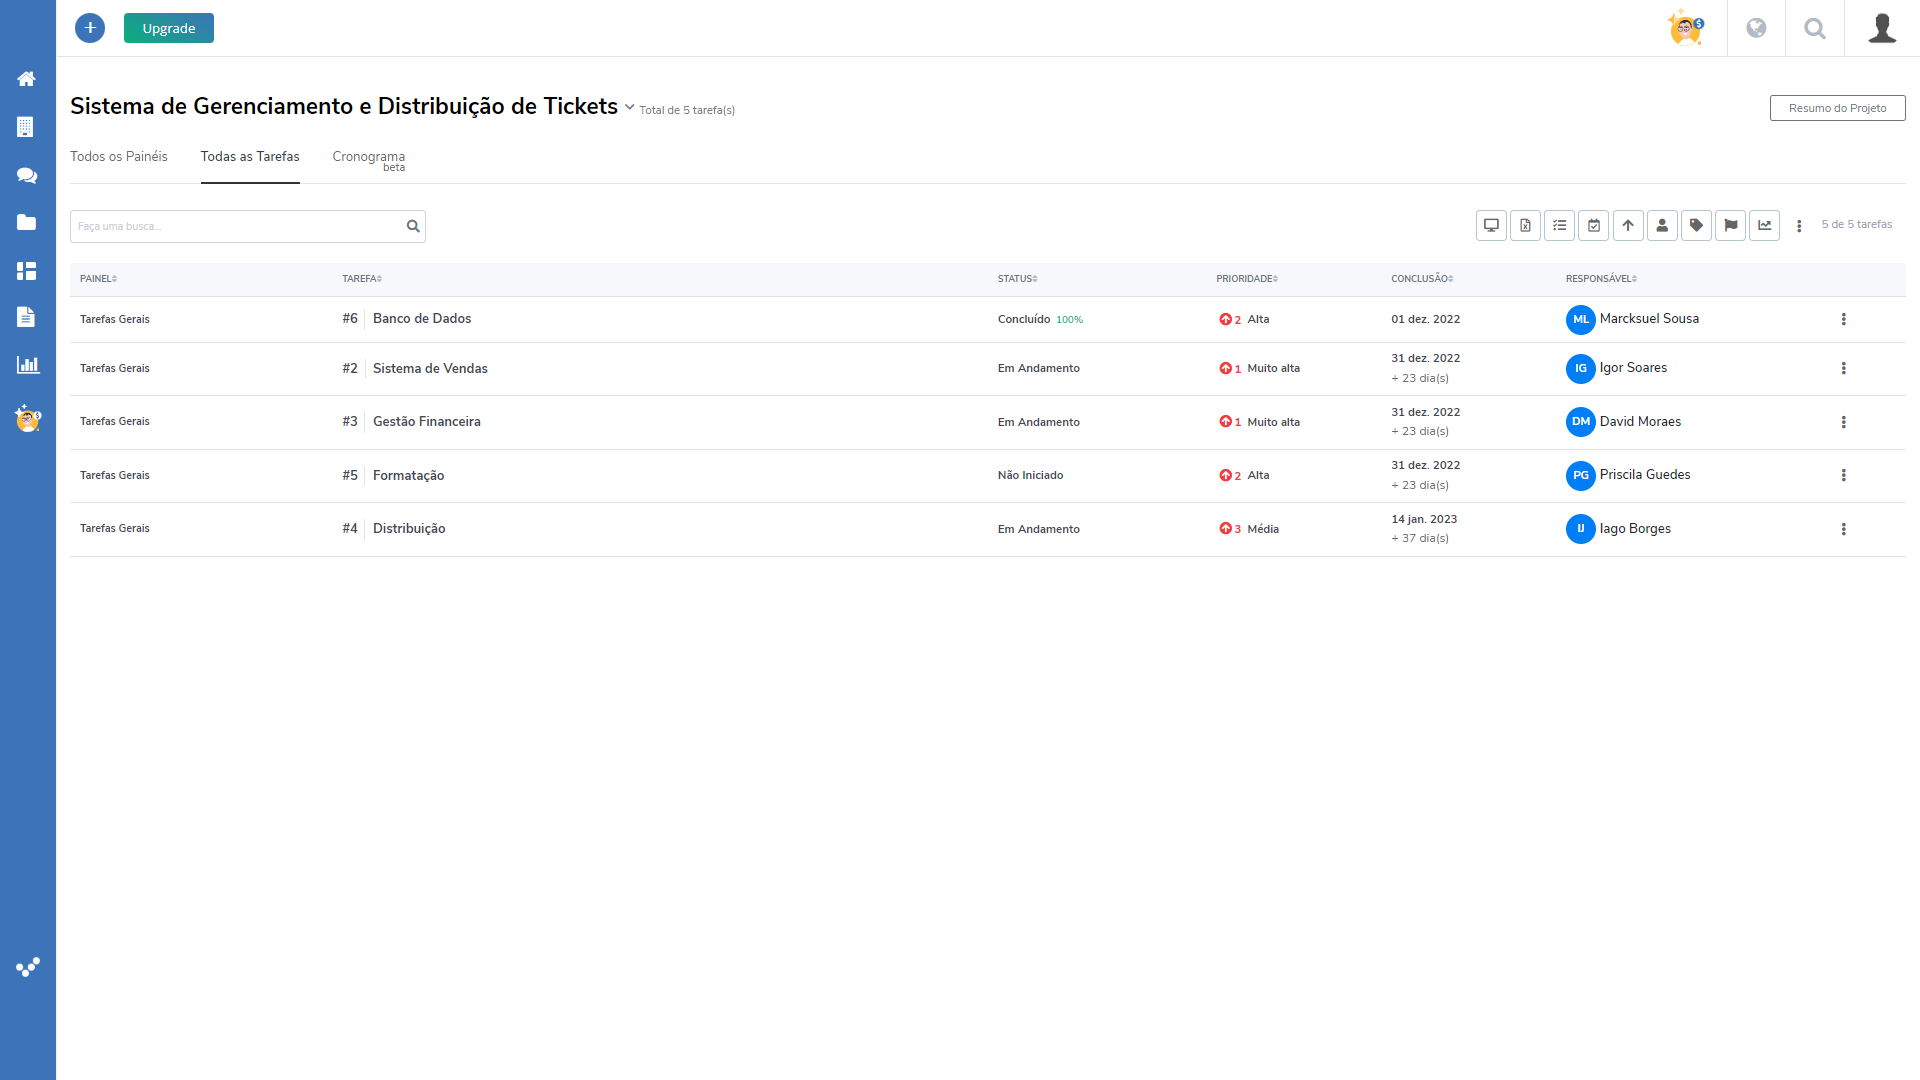 Upgrade
Sistema de Gerenciamento e Distribuição de Tickets Total de 5 tarefa(s)
Resumo do Projeto
Todos os Painéis Todas as Tarefas Cronograma
beta
Faça uma busca...
5 de 5 tarefas
PAINEL TAREFA STATUS PRIORIDADE CONCLUSÃO RESPONSÁVEL
Tarefas Gerais #6 Banco de Dados Concluído 100% 2 Alta 01 dez. 2022 ML Marcksuel Sousa
Tarefas Gerais #2 Sistema de Vendas Em Andamento 1 Muito alta 31 dez. 2022 IG Igor Soares
+ 23 dia(s)
Tarefas Gerais #3 Gestão Financeira Em Andamento 1 Muito alta 31 dez. 2022 DM David Moraes
+ 23 dia(s)
Tarefas Gerais #5 Formatação Não Iniciado 2 Alta 31 dez. 2022 PG Priscila Guedes
+ 23 dia(s)
Tarefas Gerais #4 Distribuição Em Andamento 3 Média 14 jan. 2023 IJ Iago Borges
+ 37 dia(s)